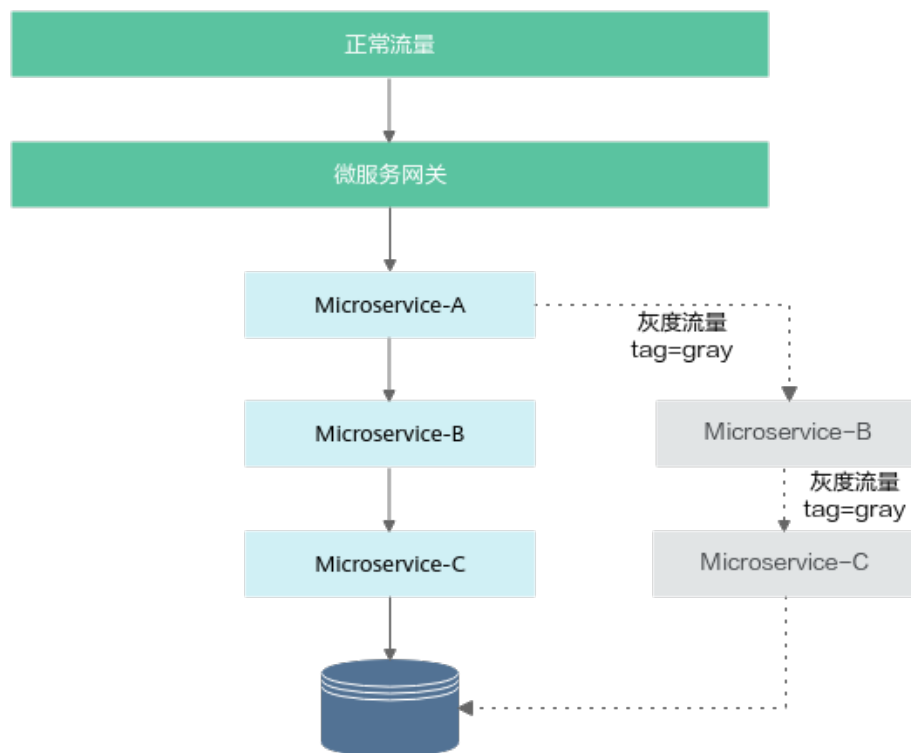 正常流量
微服务网关
Microservice-A
灰度流量
tag=gray
Microservice-B
Microservice-B
灰度流量
tag=gray
Microservice-C
Microservice-C